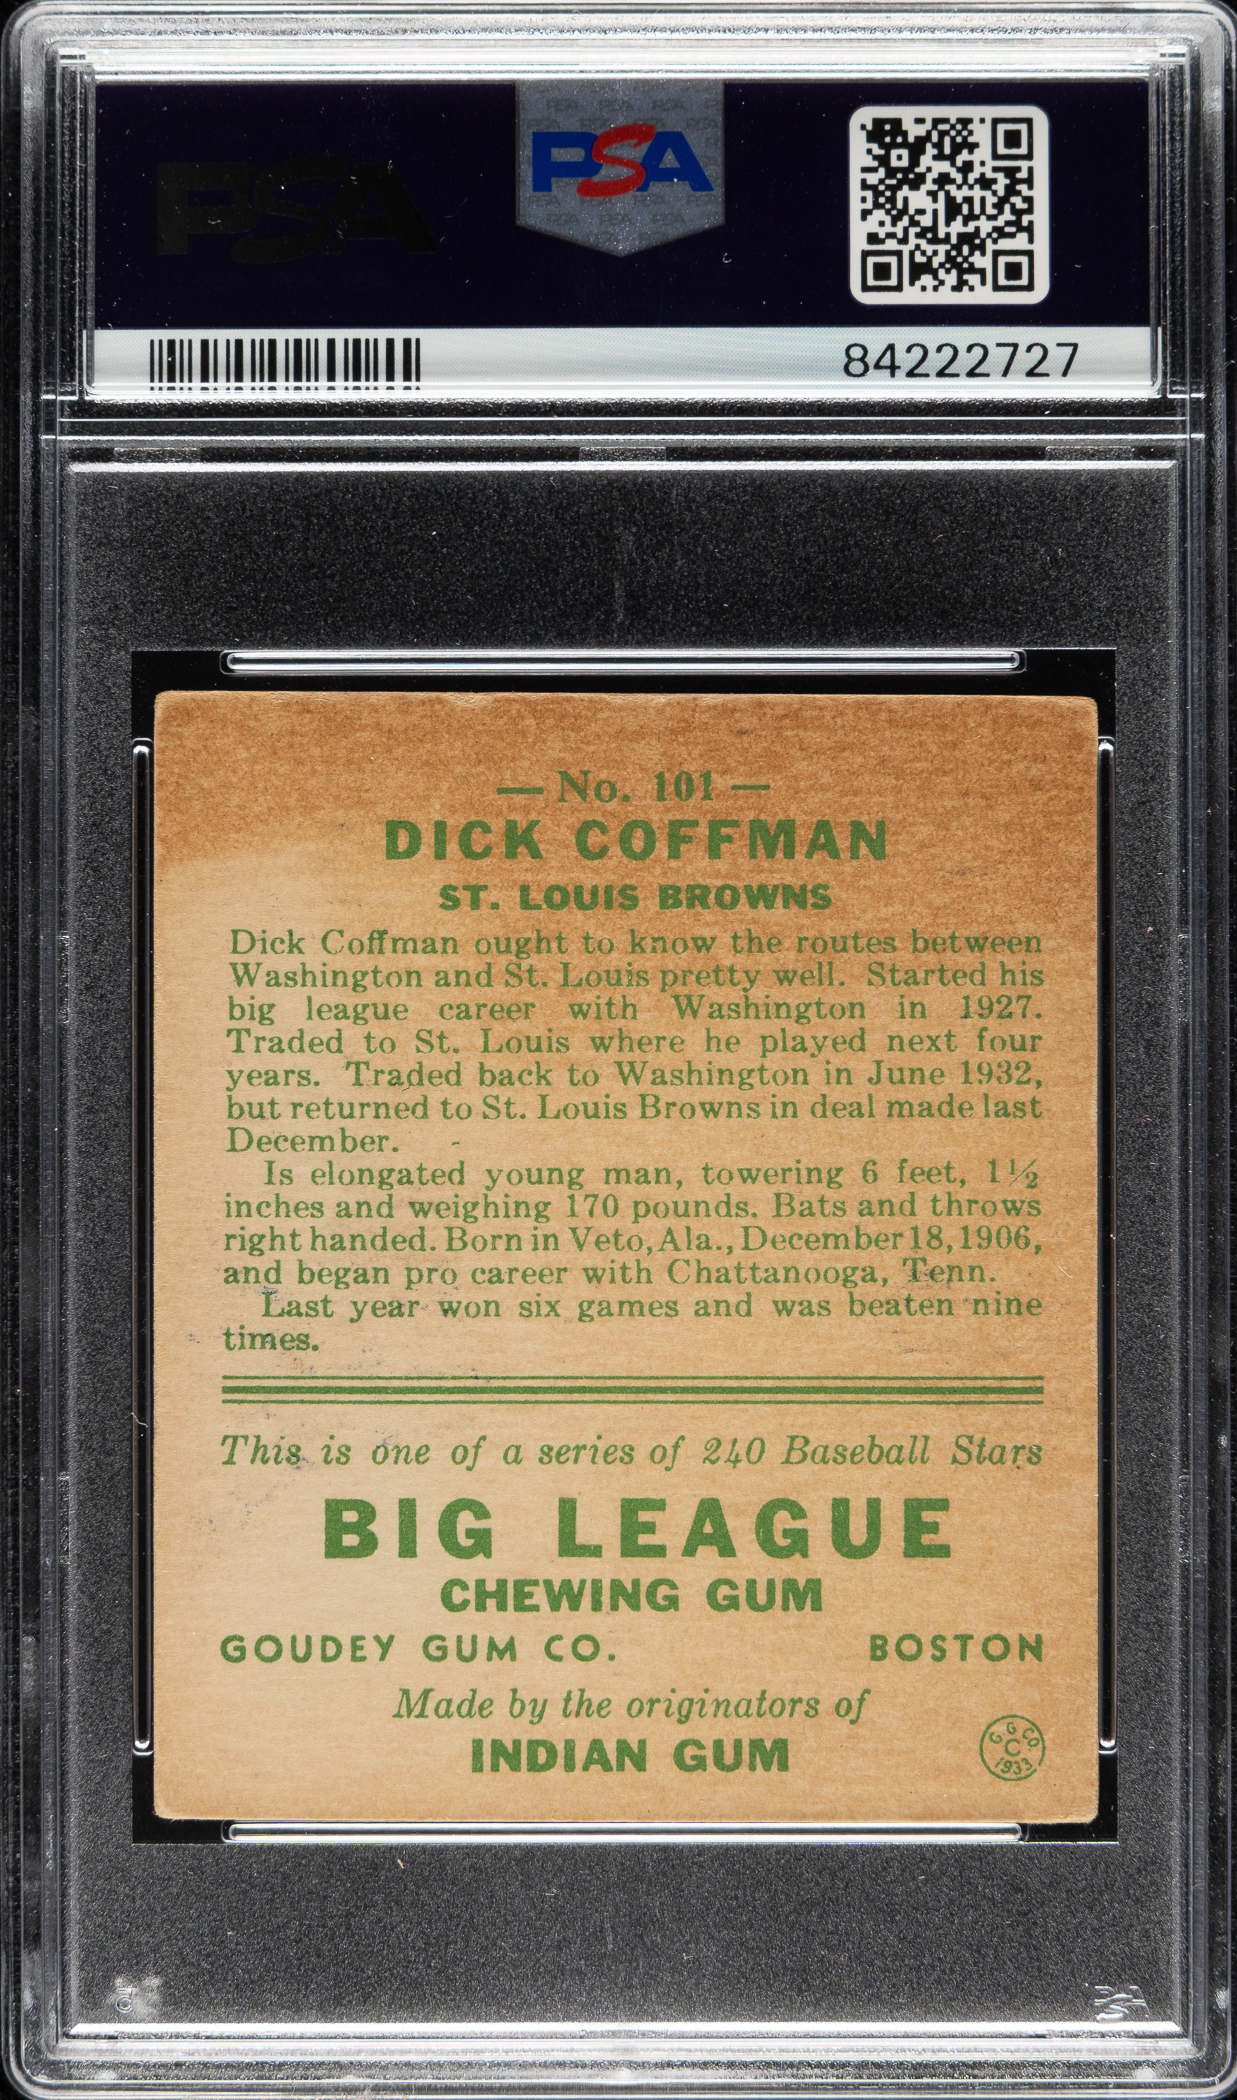 PSA
PSA
84222727
— No. 101 —
DICK COFFMAN
ST. LOUIS BROWNS
Dick Coffman ought to know the routes between
Washington and St. Louis pretty well. Started his
big league career with Washington in 1927.
Traded to St. Louis where he played next four
years. Traded back to Washington in June 1932,
but returned to St. Louis Browns in deal made last
December. -
Is elongated young man, towering 6 feet, 1½
inches and weighing 170 pounds. Bats and throws
right handed. Born in Veto, Ala., December 18, 1906,
and began pro career with Chattanooga, Tenn.
Last year won six games and was beaten nine
times.
This is one of a series of 240 Baseball Stars
BIG LEAGUE
CHEWING GUM
GOUDEY GUM CO. BOSTON
Made by the originators of
INDIAN GUM
G. G. CO.
C
1933